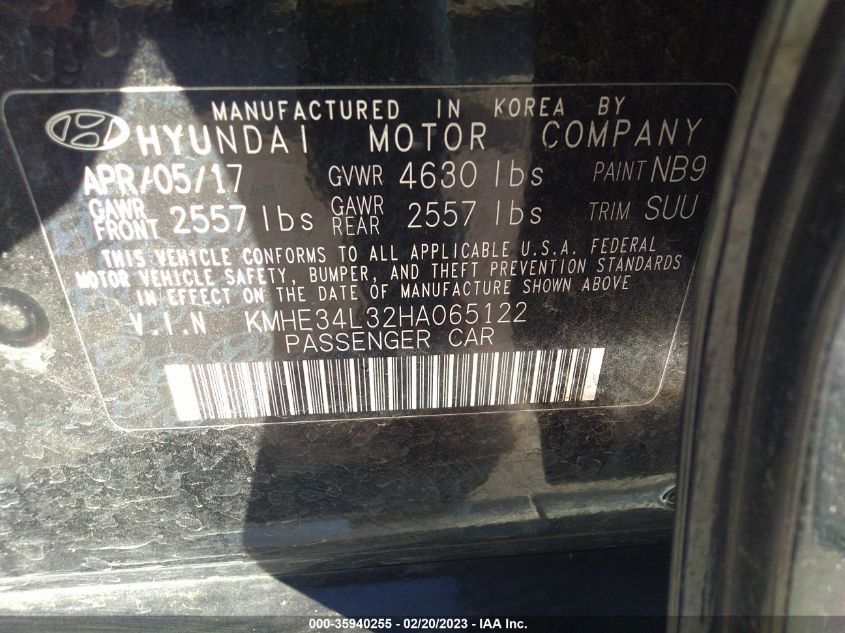 MANUFACTURED IN KOREA BY
HYUNDAI MOTOR COMPANY
APR/05/17 GVWR 4630 lbs PAINT NB9
GAWR FRONT 2557 lbs GAWR REAR 2557 lbs TRIM SUU
THIS VEHICLE CONFORMS TO ALL APPLICABLE U.S.A. FEDERAL
MOTOR VEHICLE SAFETY, BUMPER, AND THEFT PREVENTION STANDARDS
IN EFFECT ON THE DATE OF MANUFACTURE SHOWN ABOVE
V.I.N KMHE34L32HA065122
PASSENGER CAR
000-35940255 — 02/20/2023 — IAA Inc.